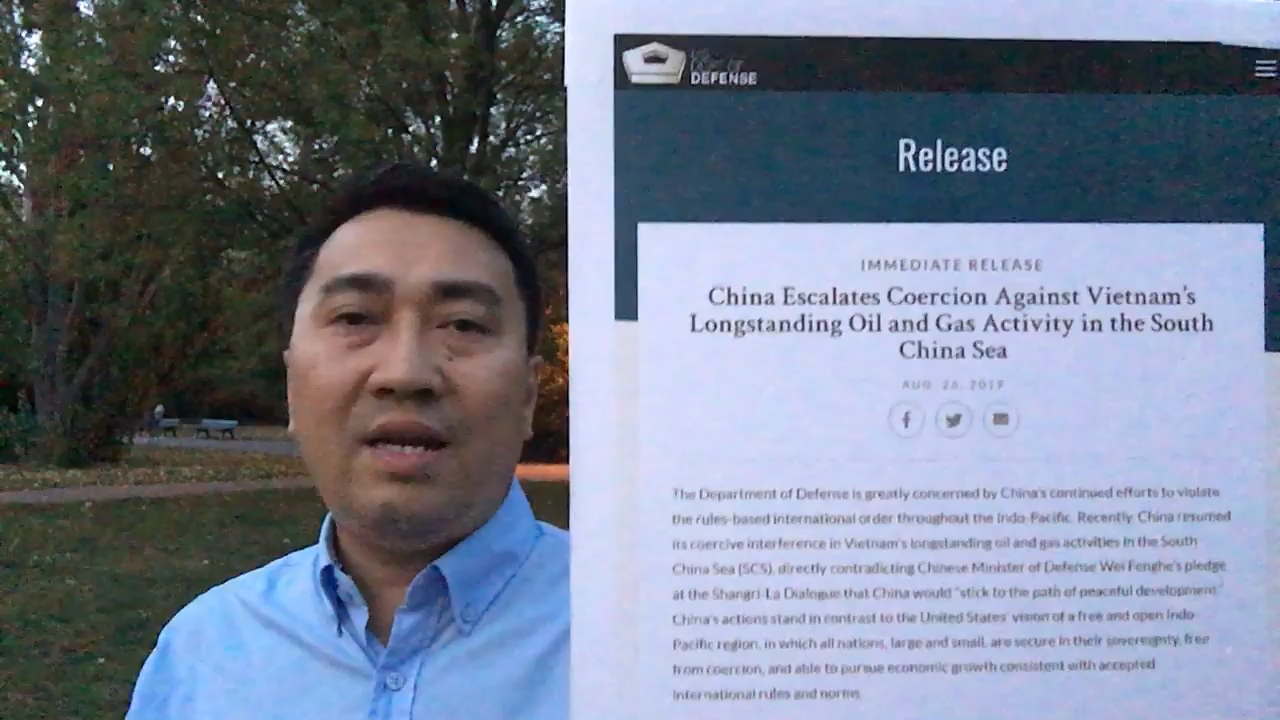 DEFENSE
Release
IMMEDIATE RELEASE
China Escalates Coercion Against Vietnam's
Longstanding Oil and Gas Activity in the South
China Sea
AUG. 26, 2019
The Department of Defense is greatly concerned by China's continued efforts to violate
the rules-based international order throughout the Indo-Pacific. Recently, China resumed
its coercive interference in Vietnam's longstanding oil and gas activities in the South
China Sea (SCS), directly contradicting Chinese Minister of Defense Wei Fenghe's pledge
at the Shangri-La Dialogue that China would "stick to the path of peaceful development."
China's actions stand in contrast to the United States' vision of a free and open Indo-
Pacific region, in which all nations, large and small, are secure in their sovereignty, free
from coercion, and able to pursue economic growth consistent with accepted
international rules and norms.